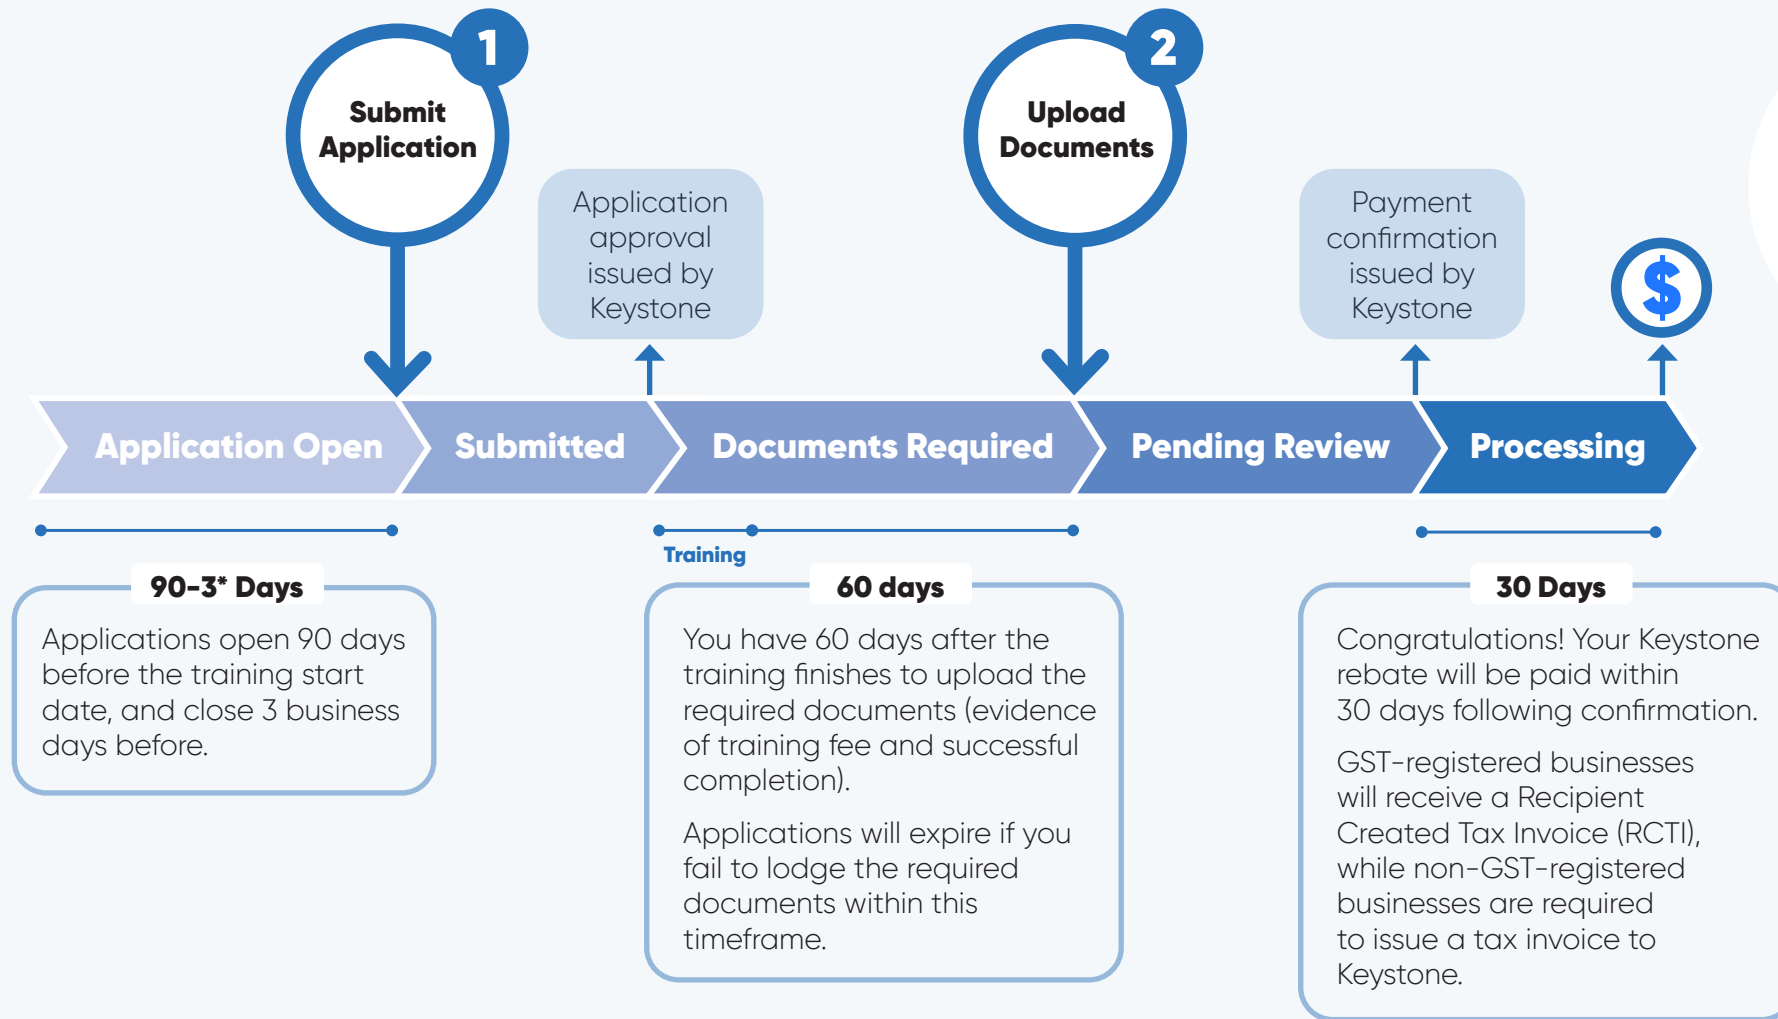 1
Submit
Application
2
Upload
Documents
Application
approval
issued by
Keystone
Payment
confirmation
issued by
Keystone
$
Application Open
Submitted
Documents Required
Pending Review
Processing
Training
90-3* Days
Applications open 90 days
before the training start
date, and close 3 business
days before.
60 days
You have 60 days after the
training finishes to upload the
required documents (evidence
of training fee and successful
completion).
Applications will expire if you
fail to lodge the required
documents within this
timeframe.
30 Days
Congratulations! Your Keystone
rebate will be paid within
30 days following confirmation.
GST-registered businesses
will receive a Recipient
Created Tax Invoice (RCTI),
while non-GST-registered
businesses are required
to issue a tax invoice to
Keystone.